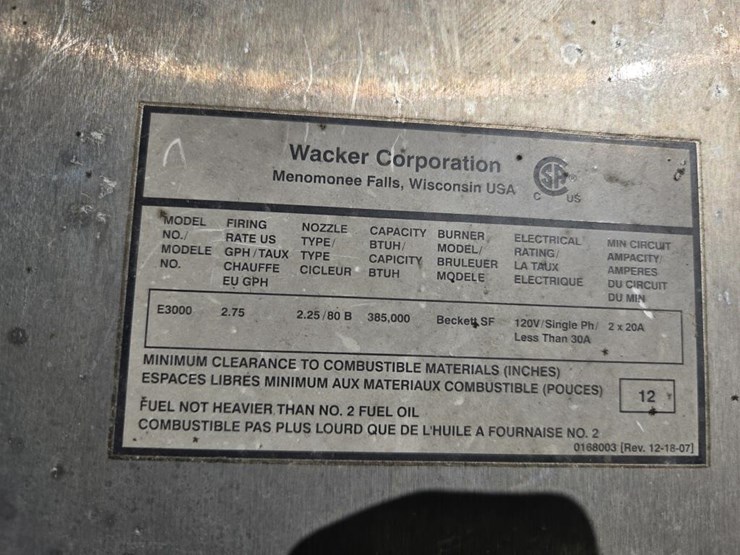 Wacker Corporation
Menomonee Falls, Wisconsin USA
SA ®
C US
MODEL NO./ MODELE NO.
FIRING RATE US GPH / TAUX CHAUFFE EU GPH
NOZZLE TYPE/ TYPE CICLEUR
CAPACITY BTUH/ CAPICITY BTUH
BURNER MODEL/ BRULEUER MODELE
ELECTRICAL RATING/ LA TAUX ELECTRIQUE
MIN CIRCUIT AMPACITY/ AMPERES DU CIRCUIT DU MIN
E3000 2.75 2.25 / 80 B 385,000 Beckett SF 120V/Single Ph/ 2 x 20A
Less Than 30A
MINIMUM CLEARANCE TO COMBUSTIBLE MATERIALS (INCHES)
ESPACES LIBRES MINIMUM AUX MATERIAUX COMBUSTIBLE (POUCES) 12
FUEL NOT HEAVIER THAN NO. 2 FUEL OIL
COMBUSTIBLE PAS PLUS LOURD QUE DE L'HUILE A FOURNAISE NO. 2
0168003 [Rev. 12-18-07]